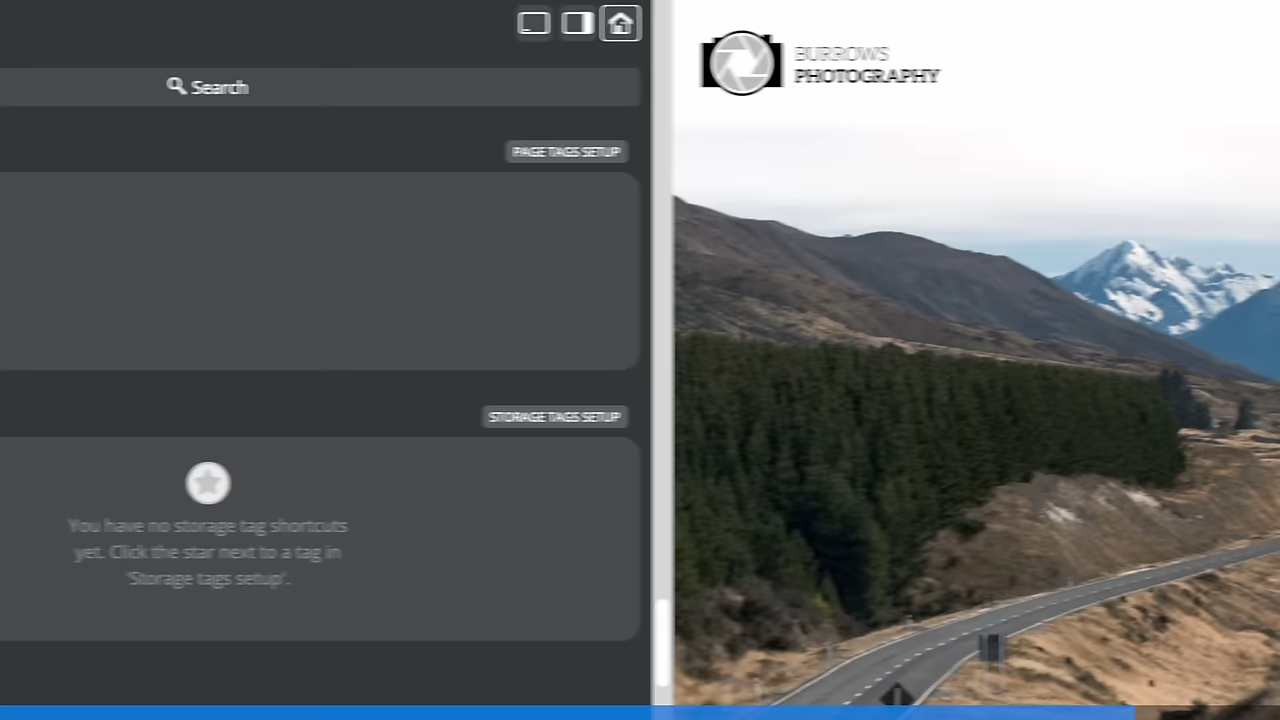 Search
PAGE TAGS SETUP
STORAGE TAGS SETUP
You have no storage tag shortcuts
yet. Click the star next to a tag in
'Storage tags setup'.
BURROWS
PHOTOGRAPHY